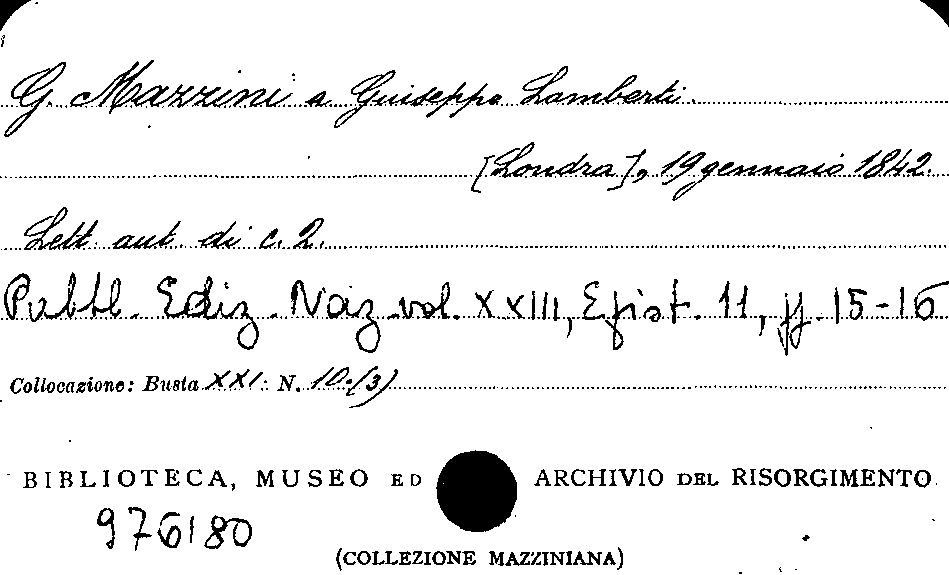 G. Mazzini a Guiseppe Lamberti.
[Londra], 19 gennaio 1842.
Lett. aut. di c. 2.
Pubbl. Ediz. Naz. vol. XXIII, Epist. 11, pp. 15-16
Collocazione: Busta XXI: N. 10-(3)
BIBLIOTECA, MUSEO ED ARCHIVIO DEL RISORGIMENTO
976180
(COLLEZIONE MAZZINIANA)